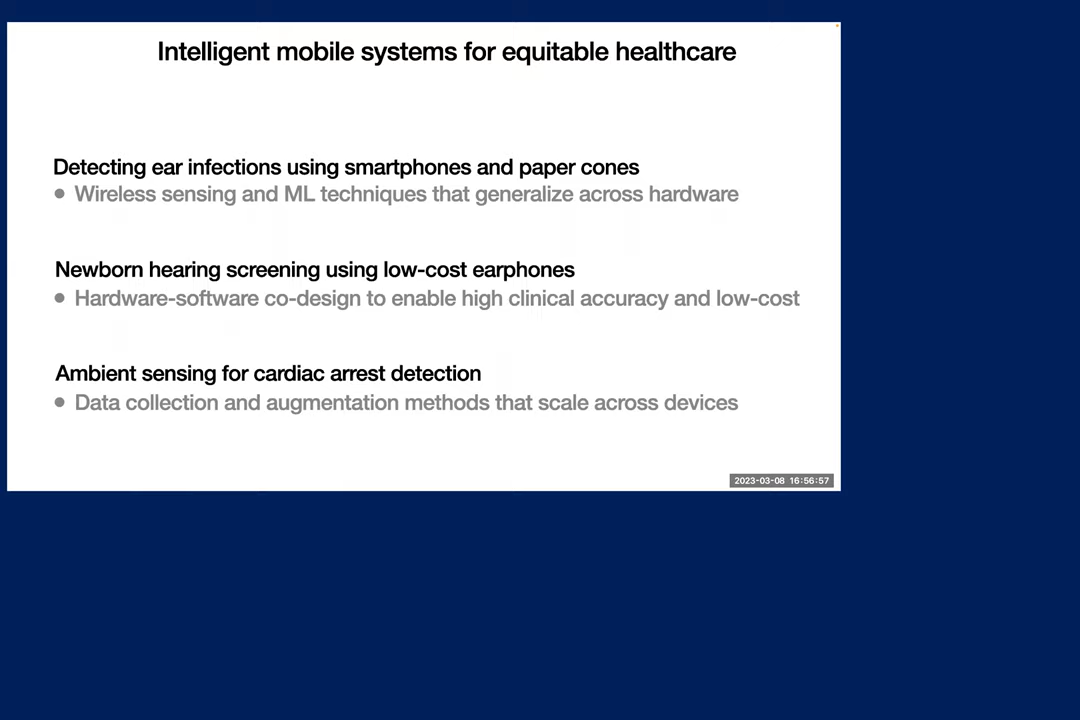 Intelligent mobile systems for equitable healthcare
Detecting ear infections using smartphones and paper cones
• Wireless sensing and ML techniques that generalize across hardware
Newborn hearing screening using low-cost earphones
• Hardware-software co-design to enable high clinical accuracy and low-cost
Ambient sensing for cardiac arrest detection
• Data collection and augmentation methods that scale across devices
2023-03-08 16:56:57